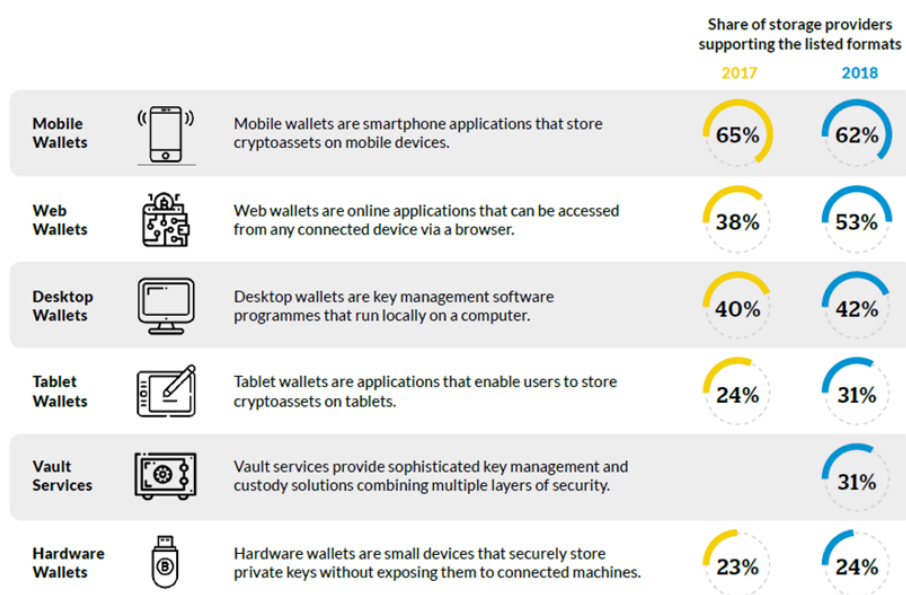 Share of storage providers
supporting the listed formats
2017 2018
Mobile
Wallets
Mobile wallets are smartphone applications that store
cryptoassets on mobile devices.
65% 62%
Web
Wallets
Web wallets are online applications that can be accessed
from any connected device via a browser.
38% 53%
Desktop
Wallets
Desktop wallets are key management software
programmes that run locally on a computer.
40% 42%
Tablet
Wallets
Tablet wallets are applications that enable users to store
cryptoassets on tablets.
24% 31%
Vault
Services
Vault services provide sophisticated key management and
custody solutions combining multiple layers of security.
31%
Hardware
Wallets
Hardware wallets are small devices that securely store
private keys without exposing them to connected machines.
23% 24%